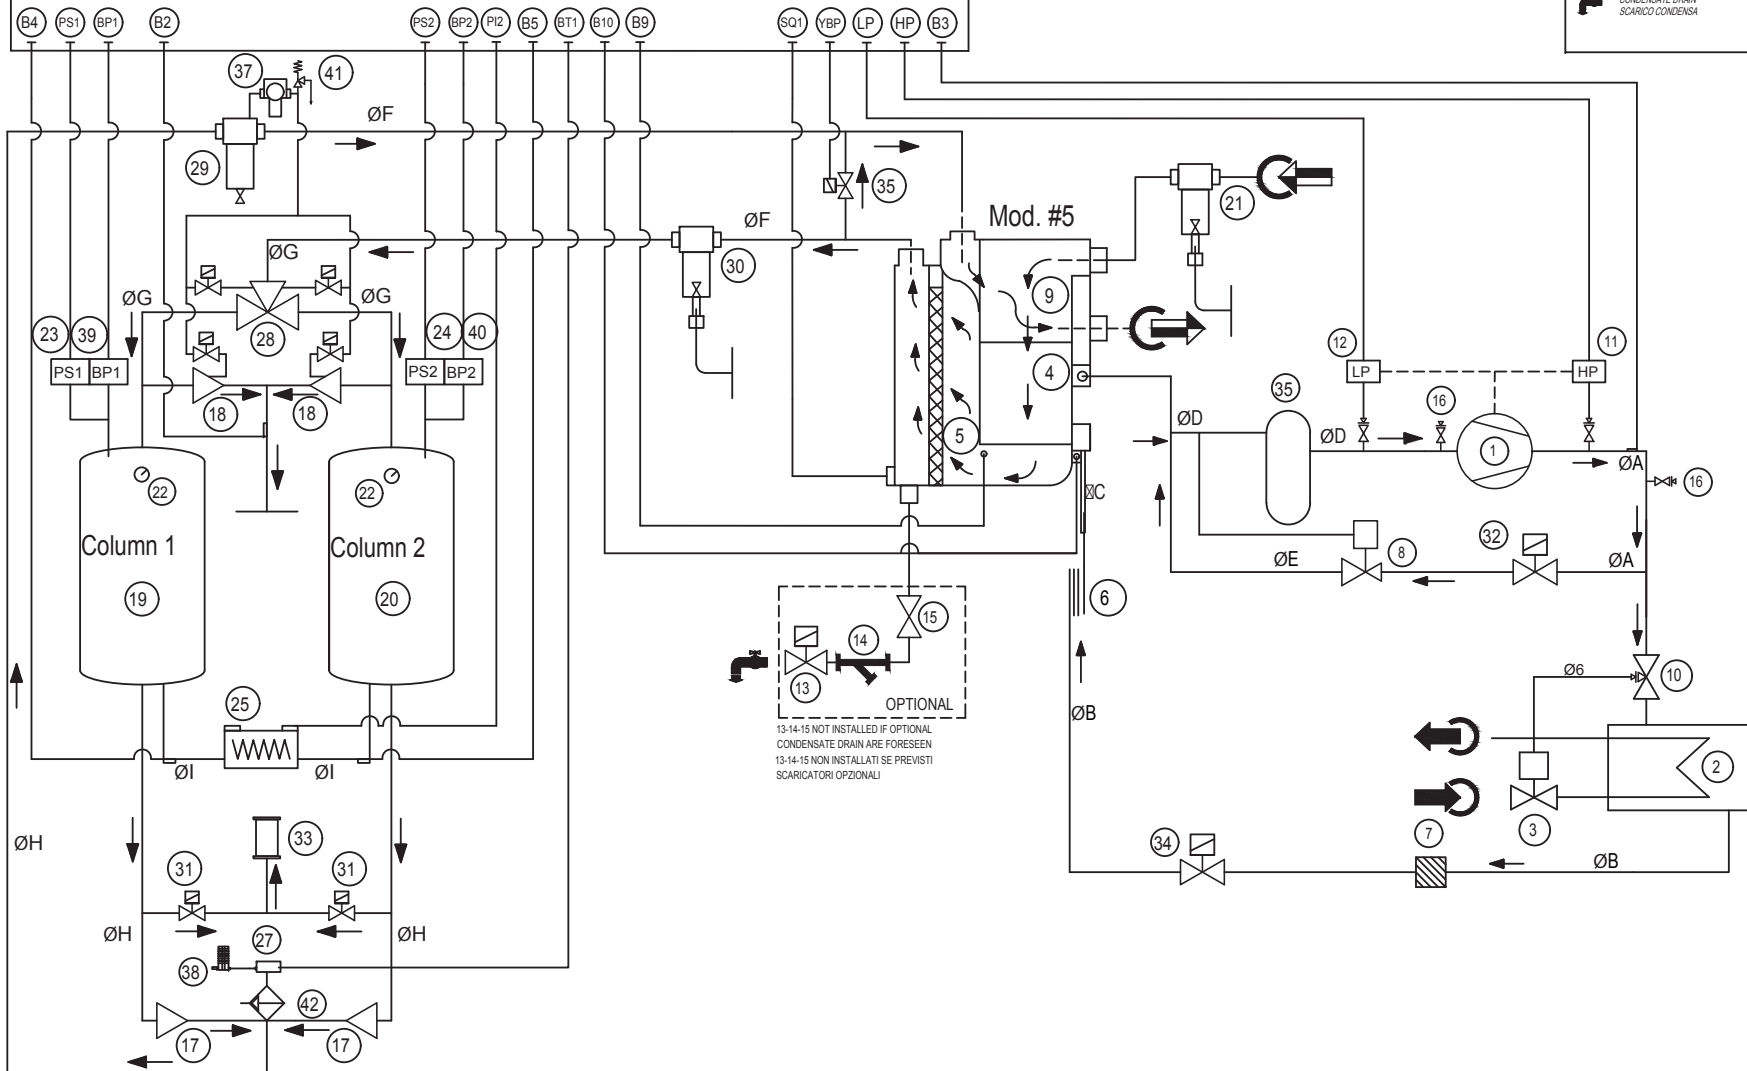 B4 PS1 BP1 B2 PS2 BP2 PI2 B5 BT1 B10 B9 SQ1 YBP LP HP B3
SCARICO CONDENSA
37 41
ØF
29
35
21
Mod. #5
ØF
30
ØG
9
ØG ØG
23 39 28 24 40
12 11
PS1 BP1 PS2 BP2
4
LP HP
18 18
35 16
ØD
ØD
5
1
ØA
22 22
C
16
Column 1 Column 2
32
ØE 8 ØA
19 20
6
15
14
13
OPTIONAL
Ø6
10
25
ØB
13-14-15 NOT INSTALLED IF OPTIONAL
CONDENSATE DRAIN ARE FORESEEN
13-14-15 NON INSTALLATI SE PREVISTI
SCARICATORI OPZIONALI
ØI ØI
2
ØH
33
34
7
3
31 31
ØB
ØH ØH
27
38
42
17 17